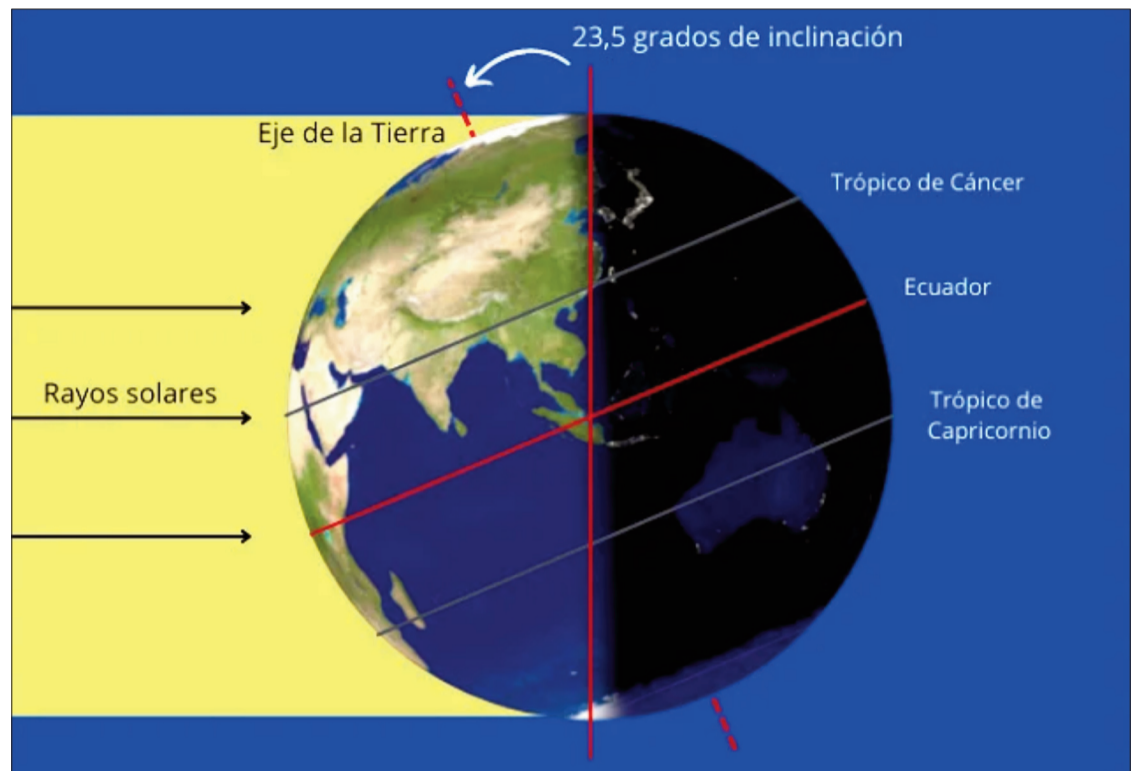 23,5 grados de inclinación
Eje de la Tierra
Trópico de Cáncer
Ecuador
Rayos solares
Trópico de
Capricornio